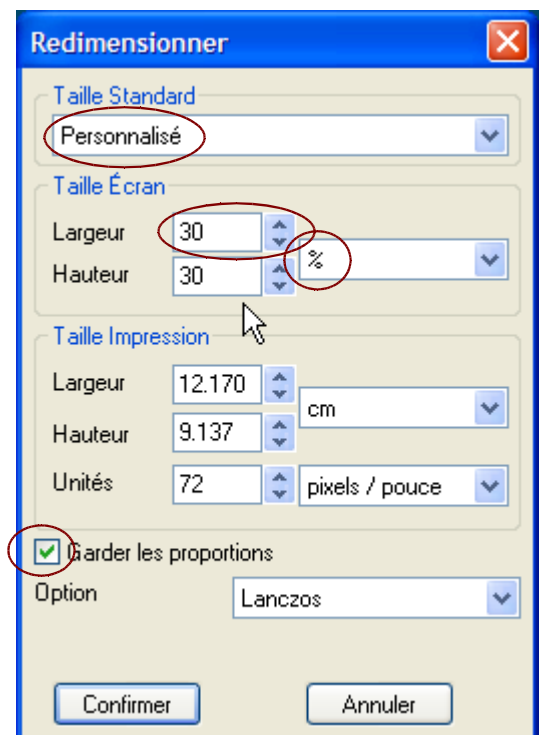 Redimensionner
Taille Standard
Personnalisé
Taille Écran
Largeur 30
%
Hauteur 30
Taille Impression
Largeur 12.170
cm
Hauteur 9.137
Unités 72 pixels / pouce
Garder les proportions
Option Lanczos
Confirmer Annuler